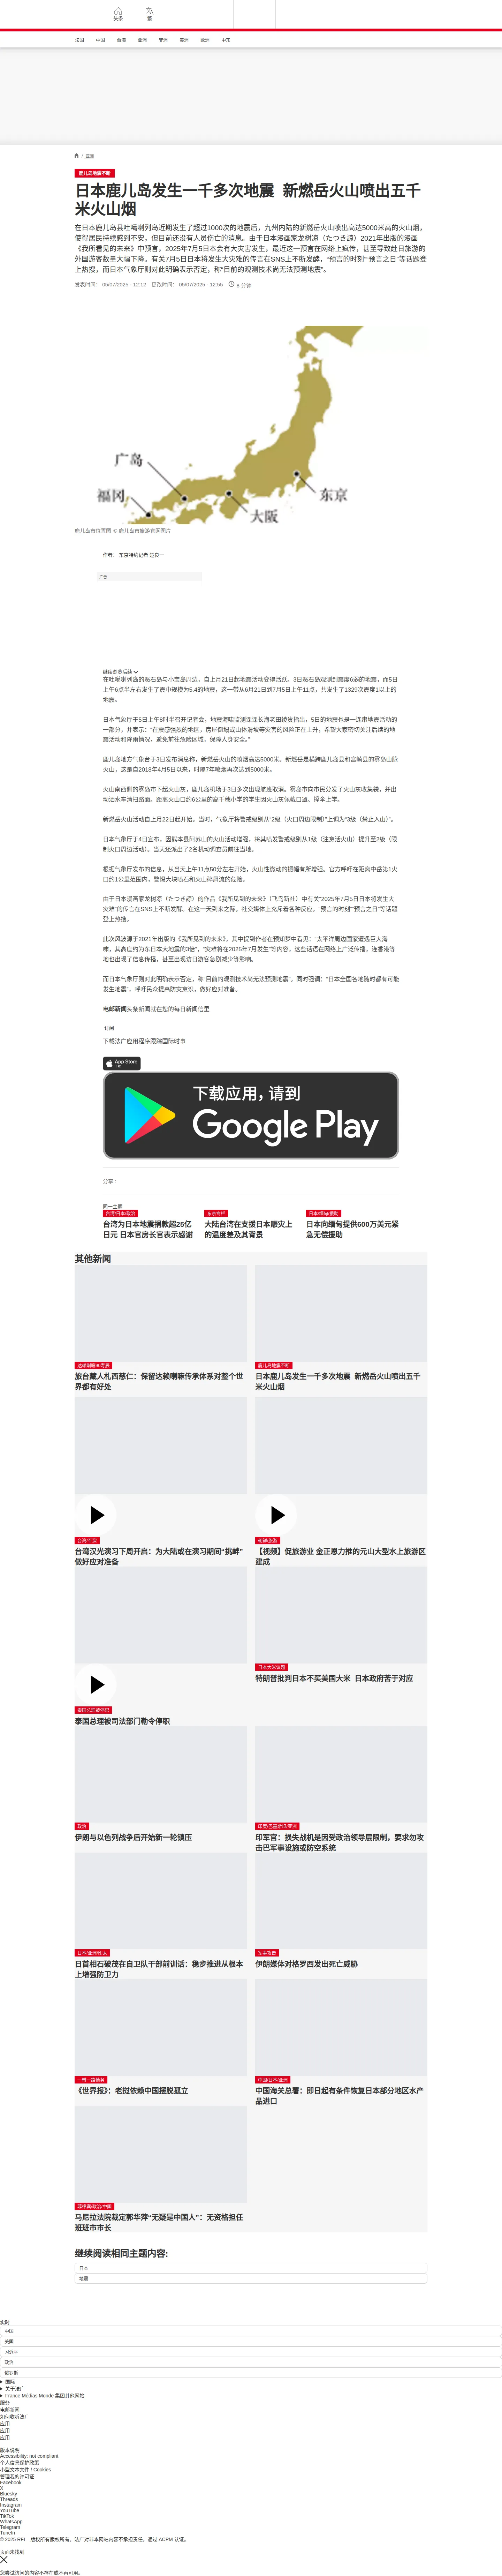 头条
繁
法国
中国
台海
亚洲
非洲
美洲
欧洲
中东
/ 亚洲
鹿儿岛地震不断
日本鹿儿岛发生一千多次地震 新燃岳火山喷出五千
米火山烟
在日本鹿儿岛县吐噶喇列岛近期发生了超过1000次的地震后，九州内陆的新燃岳火山喷出高达5000米高的火山烟，
使得居民持续感到不安，但目前还没有人员伤亡的消息。由于日本漫画家龙树凉（たつき諒）2021年出版的漫画
《我所看见的未来》中预言，2025年7月5日本会有大灾害发生，最近这一预言在网络上疯传，甚至导致赴日旅游的
外国游客数量大幅下降。有关7月5日日本将发生大灾难的传言在SNS上不断发酵，“预言的时刻”“预言之日”等话题登
上热搜，而日本气象厅则对此明确表示否定，称“目前的观测技术尚无法预测地震”。
发表时间： 05/07/2025 - 12:12 更改时间： 05/07/2025 - 12:55 6 分钟
广岛
福冈
大阪
东京
鹿儿岛市位置图 © 鹿儿岛市旅游官网图片
作者： 东京特约记者 楚良一
广告
继续浏览后续
在吐噶喇列岛的恶石岛与小宝岛周边，自上月21日起地震活动变得活跃。3日恶石岛观测到震度6弱的地震，而5日
上午6点半左右发生了震中规模为5.4的地震，这一带从6月21日到7月5日上午11点，共发生了1329次震度1以上的
地震。
日本气象厅于5日上午8时半召开记者会。地震海啸监测课课长海老田绫贵指出，5日的地震也是一连串地震活动的
一部分，并表示：“在震感强烈的地区，房屋倒塌或山体滑坡等灾害的风险正在上升，希望大家密切关注后续的地
震活动和降雨情况，避免前往危险区域，保障人身安全。”
鹿儿岛地方气象台于3日发布消息称，新燃岳火山的喷烟高达5000米。新燃岳是横跨鹿儿岛县和宫崎县的雾岛山脉
火山，这是自2018年4月5日以来，时隔7年喷烟再次达到5000米。
火山南西侧的雾岛市下起火山灰，鹿儿岛机场于3日多次出现航班取消。雾岛市向市民分发了火山灰收集袋，并出
动洒水车清扫路面。距离火山口约6公里的高千穗小学的学生因火山灰佩戴口罩、撑伞上学。
新燃岳火山活动自上月22日起开始。当时，气象厅将警戒级别从“2级（火口周边限制）”上调为“3级（禁止入山）”。
日本气象厅于4日宣布，因熊本县阿苏山的火山活动增强，将其喷发警戒级别从1级（注意活火山）提升至2级（限
制火口周边活动）。当天还派出了2名机动调查员前往当地。
根据气象厅发布的信息，从当天上午11点50分左右开始，火山性微动的振幅有所增强。官方呼吁在距离中岳第1火
口约1公里范围内，警惕大块喷石和火山碎屑流的危险。
由于日本漫画家龙树凉（たつき諒）的作品《我所见到的未来》（飞鸟新社）中有关“2025年7月5日日本将发生大
灾难”的传言在SNS上不断发酵。在这一天到来之际，社交媒体上充斥着各种反应，“预言的时刻”“预言之日”等话题
登上热搜。
此次风波源于2021年出版的《我所见到的未来》。其中提到作者在预知梦中看见：“太平洋周边国家遭遇巨大海
啸，其高度约为东日本大地震的3倍”，“灾难将在2025年7月发生”等内容，这些话语在网络上广泛传播，连香港等
地也出现了信息传播，甚至出现访日游客急剧减少等影响。
而日本气象厅则对此明确表示否定，称“目前的观测技术尚无法预测地震”。同时强调：“日本全国各地随时都有可能
发生地震”，呼吁民众提高防灾意识，做好应对准备。
电邮新闻头条新闻就在您的每日新闻信里
订阅
下载法广应用程序跟踪国际时事
App Store
下载
下载应用，请到
Google Play
分享 :
同一主题
台湾/日本/政治
台湾为日本地震捐款超25亿
日元 日本官房长官表示感谢
东京专栏
大陆台湾在支援日本赈灾上
的温度差及其背景
日本/缅甸/援助
日本向缅甸提供600万美元紧
急无偿援助
其他新闻
达赖喇嘛90寿辰
旅台藏人札西慈仁：保留达赖喇嘛传承体系对整个世
界都有好处
鹿儿岛地震不断
日本鹿儿岛发生一千多次地震 新燃岳火山喷出五千
米火山烟
台湾/军演
台湾汉光演习下周开启：为大陆或在演习期间“挑衅”
做好应对准备
朝鲜/旅游
【视频】促旅游业 金正恩力推的元山大型水上旅游区
建成
泰国总理被停职
泰国总理被司法部门勒令停职
日本大米议题
特朗普批判日本不买美国大米 日本政府苦于对应
政治
伊朗与以色列战争后开始新一轮镇压
印度/巴基斯坦/亚洲
印军官：损失战机是因受政治领导层限制，要求勿攻
击巴军事设施或防空系统
日本/亚洲/印太
日首相石破茂在自卫队干部前训话：稳步推进从根本
上增强防卫力
军事攻击
伊朗媒体对格罗西发出死亡威胁
一带一路债务
《世界报》：老挝依赖中国摆脱孤立
中国/日本/亚洲
中国海关总署：即日起有条件恢复日本部分地区水产
品进口
菲律宾/政治/中国
马尼拉法院裁定郭华萍“无疑是中国人”：无资格担任
班班市市长
继续阅读相同主题内容:
日本
地震
实时
中国
美国
习近平
政治
俄罗斯
国际
关于法广
France Médias Monde 集团其他网站
服务
电邮新闻
如何收听法广
应用
应用
应用
版本说明
Accessibility: not compliant
个人信息保护政策
小型文本文件 / Cookies
管理我的许可证
Facebook
X
Bluesky
Threads
Instagram
YouTube
TikTok
WhatsApp
Telegram
TuneIn
© 2025 RFI – 版权所有版权所有。法广对非本网站内容不承担责任。通过 ACPM 认证。
页面未找到
您尝试访问的内容不存在或不再可用。